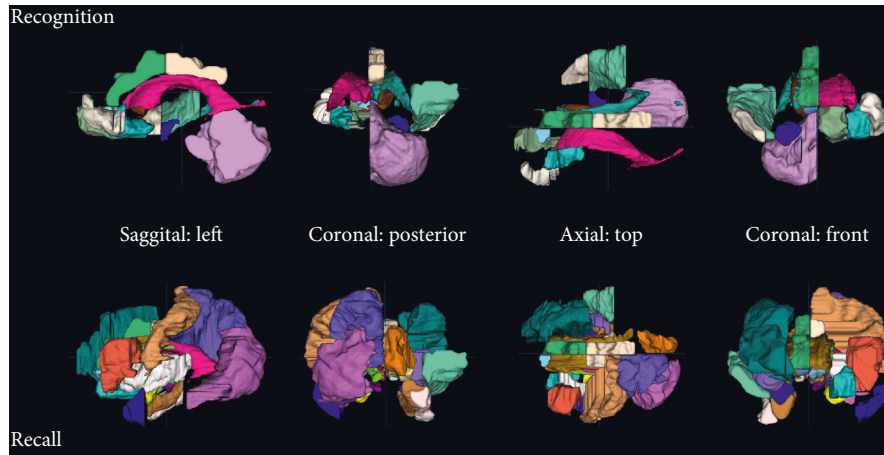 Recognition
Saggital: left
Coronal: posterior
Axial: top
Coronal: front
Recall